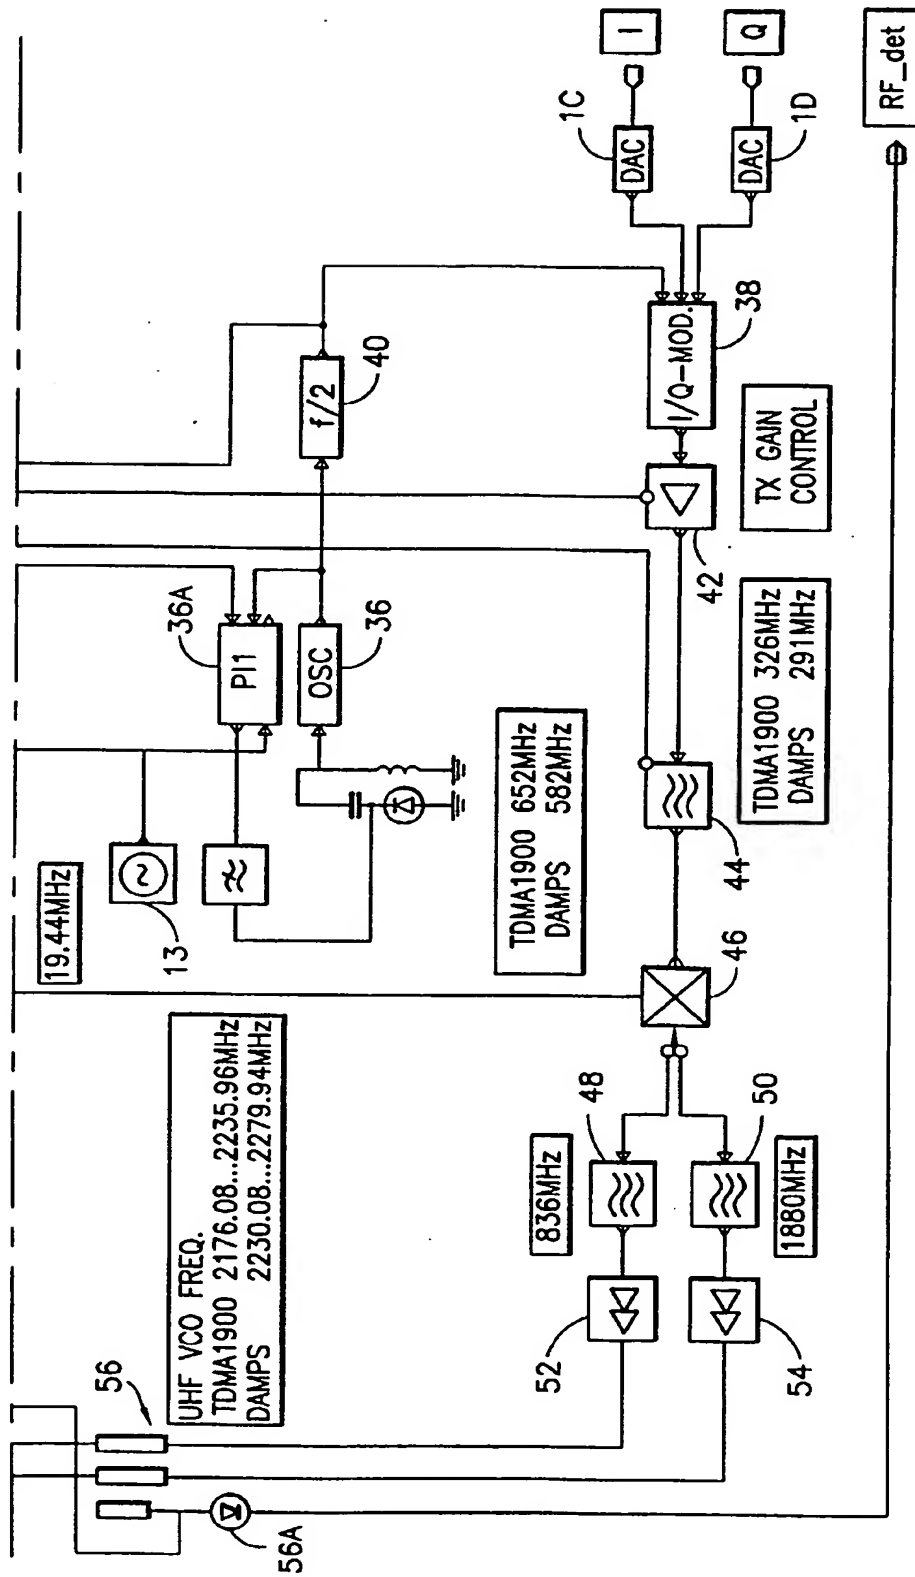 19.44MHz
13
PI1
36A
OSC
36
f/2
40
UHF VCO FREQ.
TDMA1900 2176.08...2235.96MHz
DAMPS 2230.08...2279.94MHz
TDMA1900 652MHz
DAMPS 582MHz
56
56A
52
836MHz
48
54
1880MHz
50
46
44
TDMA1900 326MHz
DAMPS 291MHz
42
TX GAIN
CONTROL
I/Q-MOD.
38
DAC
1C
I
DAC
1D
Q
RF_det